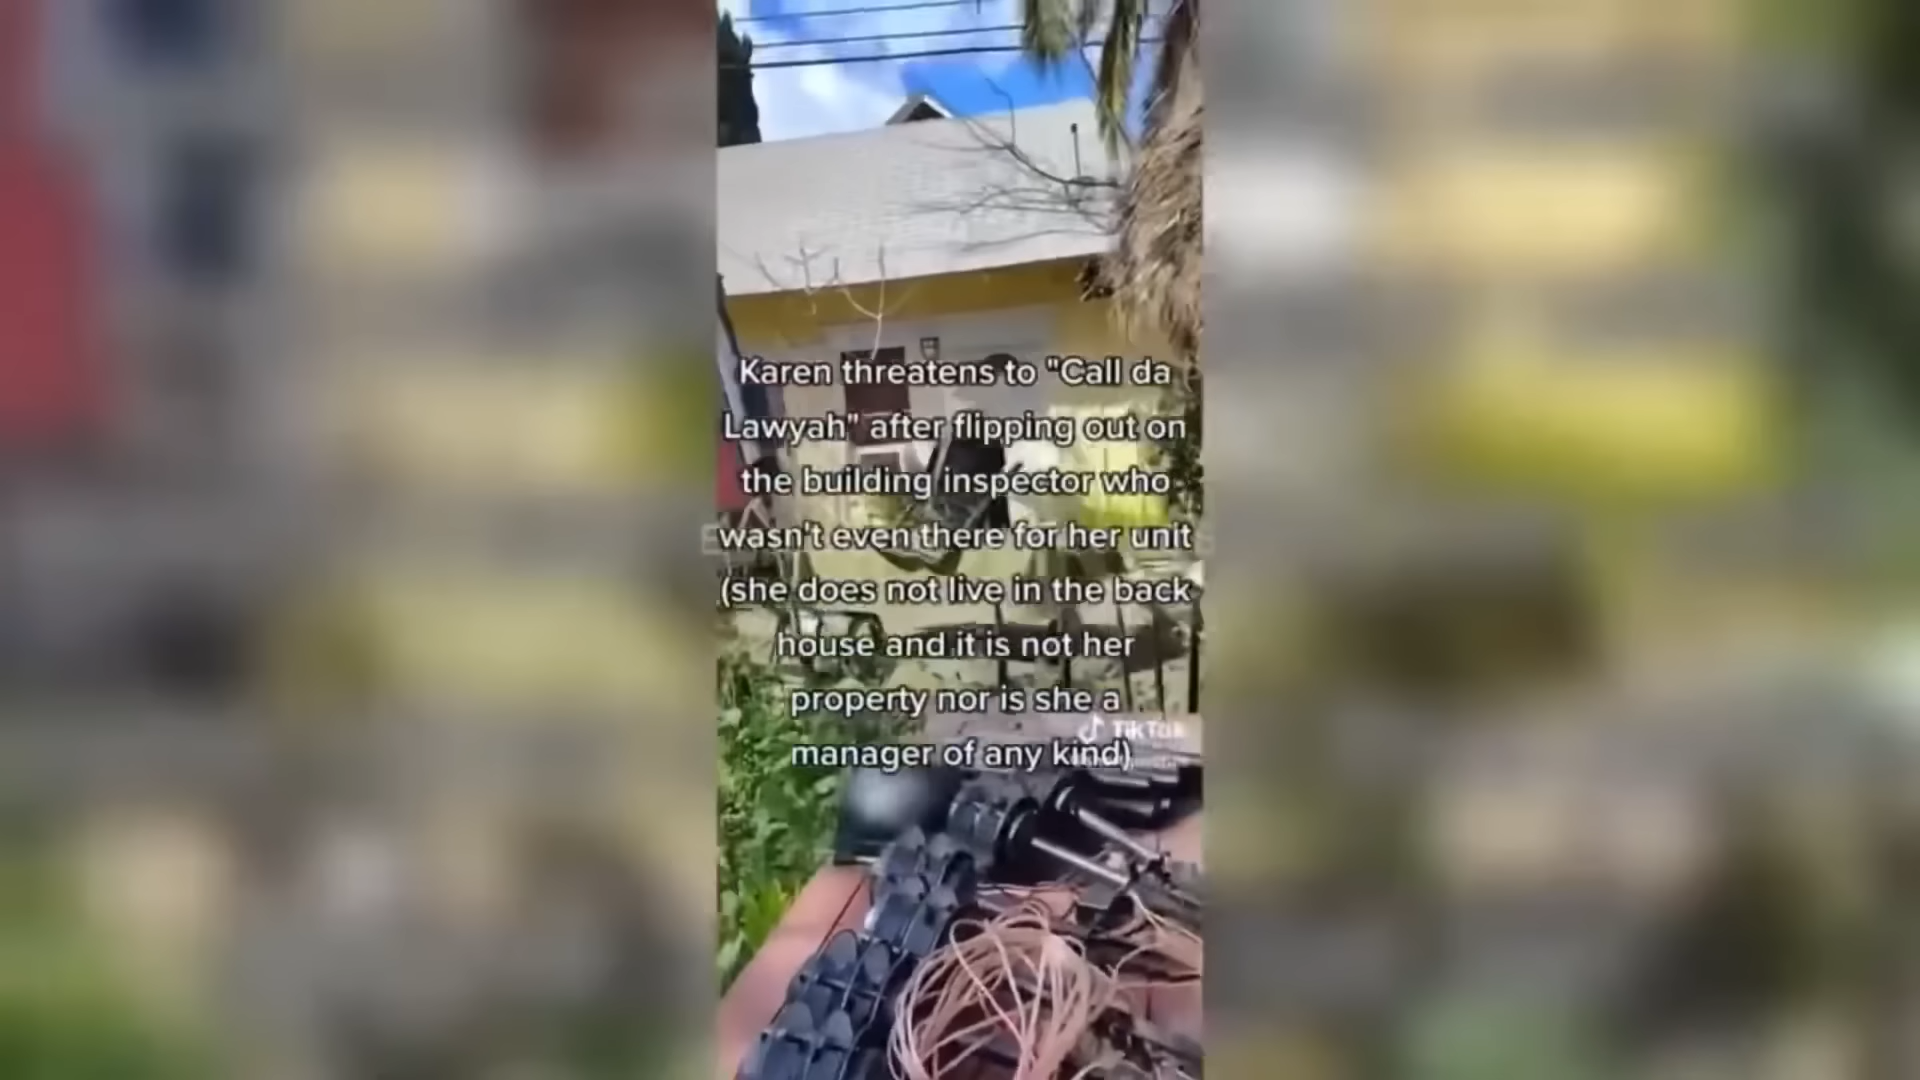 Karen threatens to "Call da
Lawyah" after flipping out on
the building inspector who
wasn't even there for her unit
(she does not live in the back
house and it is not her
property nor is she a
manager of any kind)
TikTok